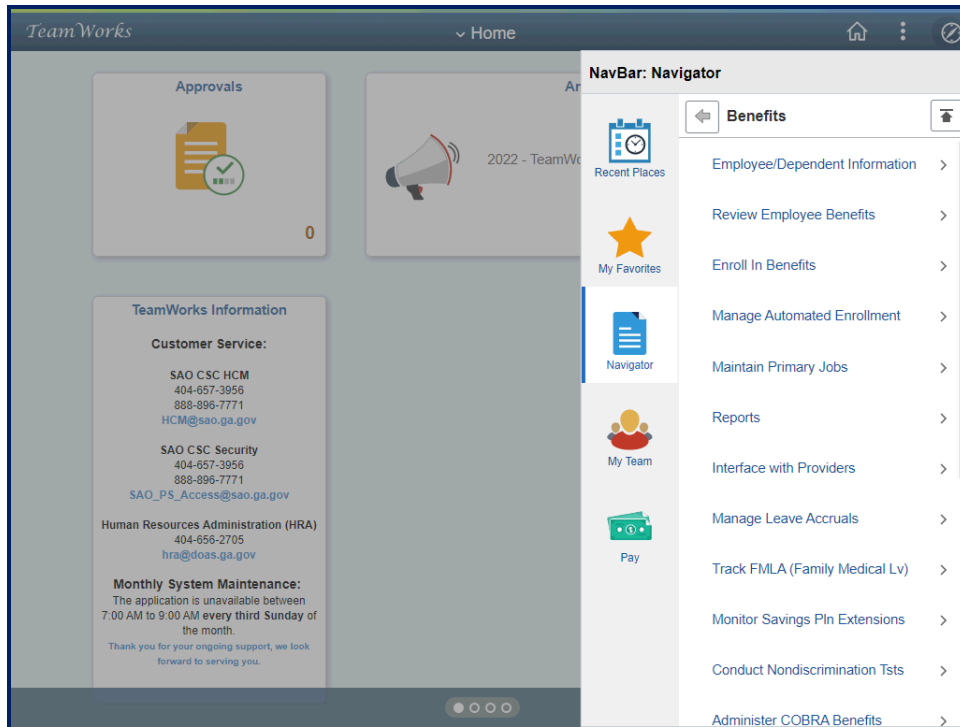 TeamWorks
Home
Approvals
0
An
2022 - TeamWo
TeamWorks Information
Customer Service:
SAO CSC HCM
404-657-3956
888-896-7771
HCM@sao.ga.gov
SAO CSC Security
404-657-3956
888-896-7771
SAO_PS_Access@sao.ga.gov
Human Resources Administration (HRA)
404-656-2705
hra@doas.ga.gov
Monthly System Maintenance:
The application is unavailable between
7:00 AM to 9:00 AM every third Sunday of
the month.
Thank you for your ongoing support, we look
forward to serving you.
NavBar: Navigator
Recent Places
My Favorites
Navigator
My Team
Pay
Benefits
Employee/Dependent Information
Review Employee Benefits
Enroll In Benefits
Manage Automated Enrollment
Maintain Primary Jobs
Reports
Interface with Providers
Manage Leave Accruals
Track FMLA (Family Medical Lv)
Monitor Savings Pln Extensions
Conduct Nondiscrimination Tsts
Administer COBRA Benefits